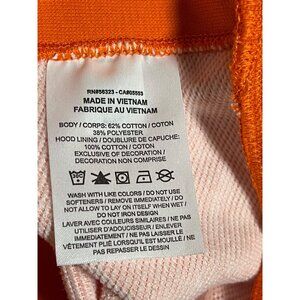 RN#56323 - CA#05553
MADE IN VIETNAM
FABRIQUE AU VIETNAM
BODY / CORPS: 62% COTTON / COTON
38% POLYESTER
HOOD LINING / DOUBLURE DE CAPUCHE:
100% COTTON / COTON
EXCLUSIVE OF DECORATION /
DECORATION NON COMPRISE
WASH WITH LIKE COLORS / DO NOT USE
SOFTENERS / REMOVE IMMEDIATELY / DO
NOT ALLOW TO LAY ON ITSELF WHEN WET /
DO NOT IRON DESIGN
LAVER AVEC COULEURS SIMILAIRES / NE PAS
UTILISER D'ADOUCISSEUR / ENLEVER
IMMEDIATEMENT / NE PAS LAISSER LE
VÊTEMENT PLIÉ LORSQU'IL EST MOUILLÉ / NE
PAS REPASSER LE DESSIN